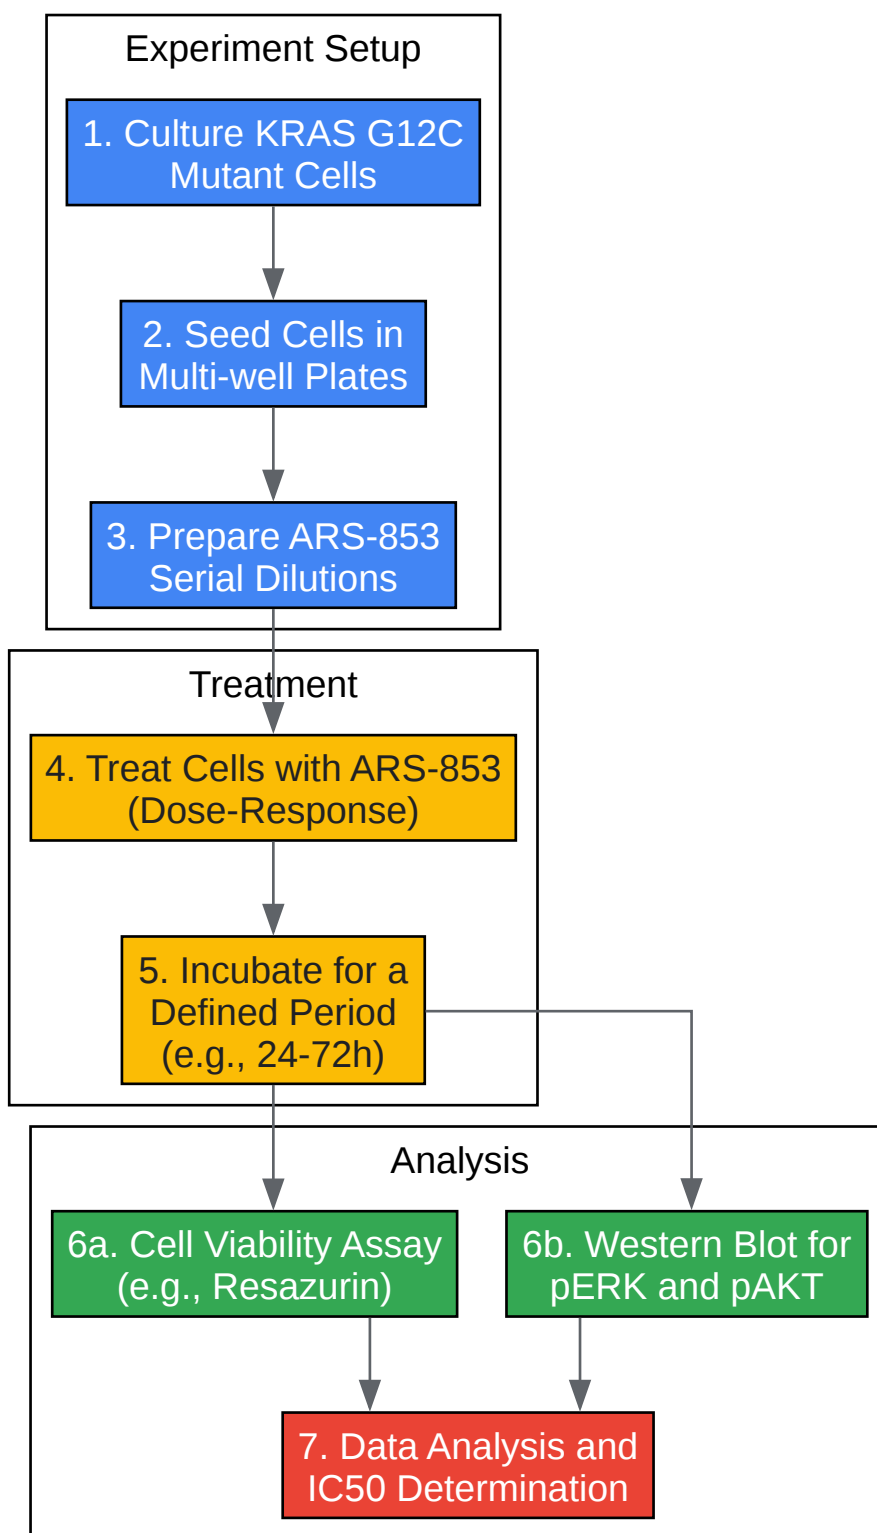 Experiment Setup
1. Culture KRAS G12C
Mutant Cells
2. Seed Cells in
Multi-well Plates
3. Prepare ARS-853
Serial Dilutions
Treatment
4. Treat Cells with ARS-853
(Dose-Response)
5. Incubate for a
Defined Period
(e.g., 24-72h)
Analysis
6a. Cell Viability Assay
(e.g., Resazurin)
6b. Western Blot for
pERK and pAKT
7. Data Analysis and
IC50 Determination